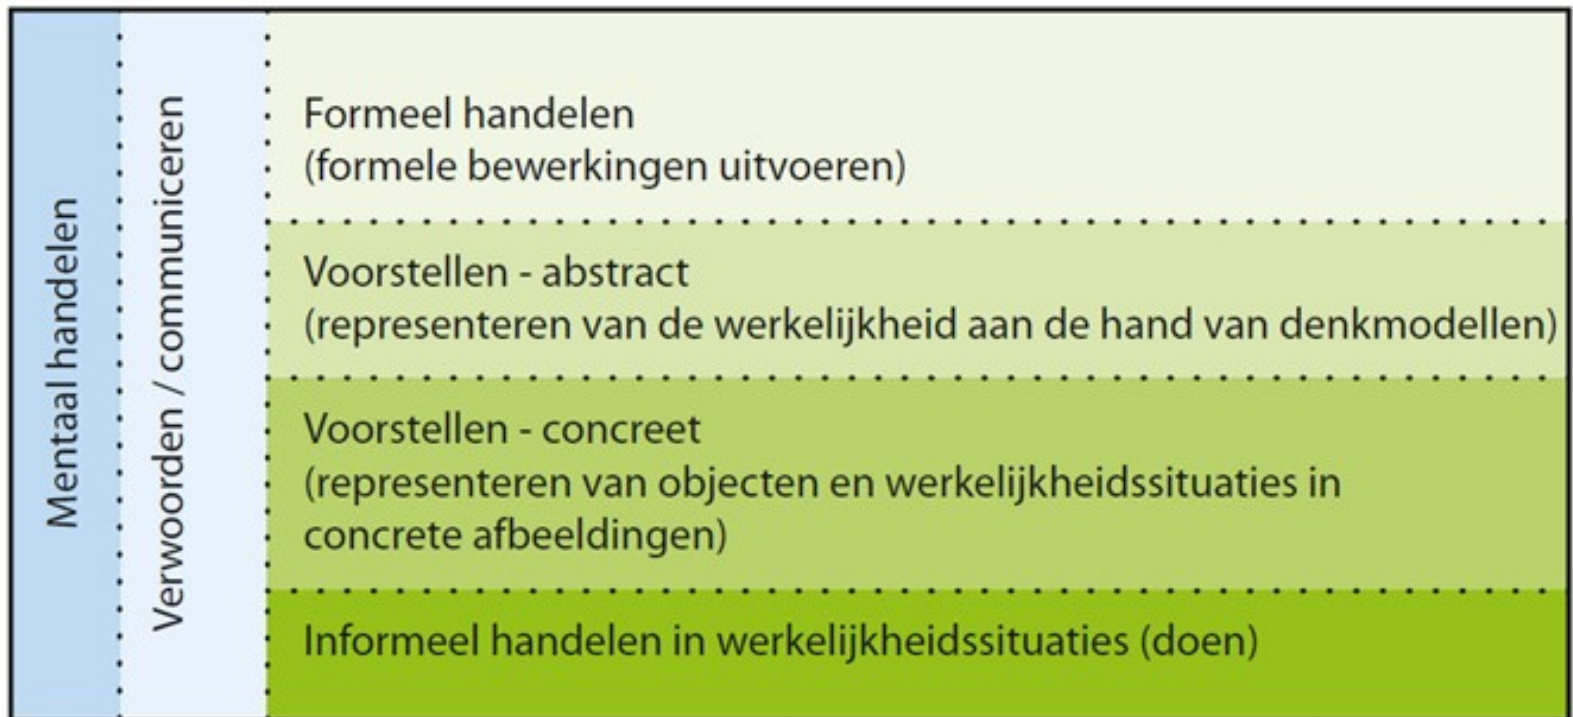 Mentaal handelen
Verwoorden / communiceren
Formeel handelen
(formele bewerkingen uitvoeren)
Voorstellen - abstract
(representeren van de werkelijkheid aan de hand van denkmodellen)
Voorstellen - concreet
(representeren van objecten en werkelijkheidssituaties in
concrete afbeeldingen)
Informeel handelen in werkelijkheidssituaties (doen)